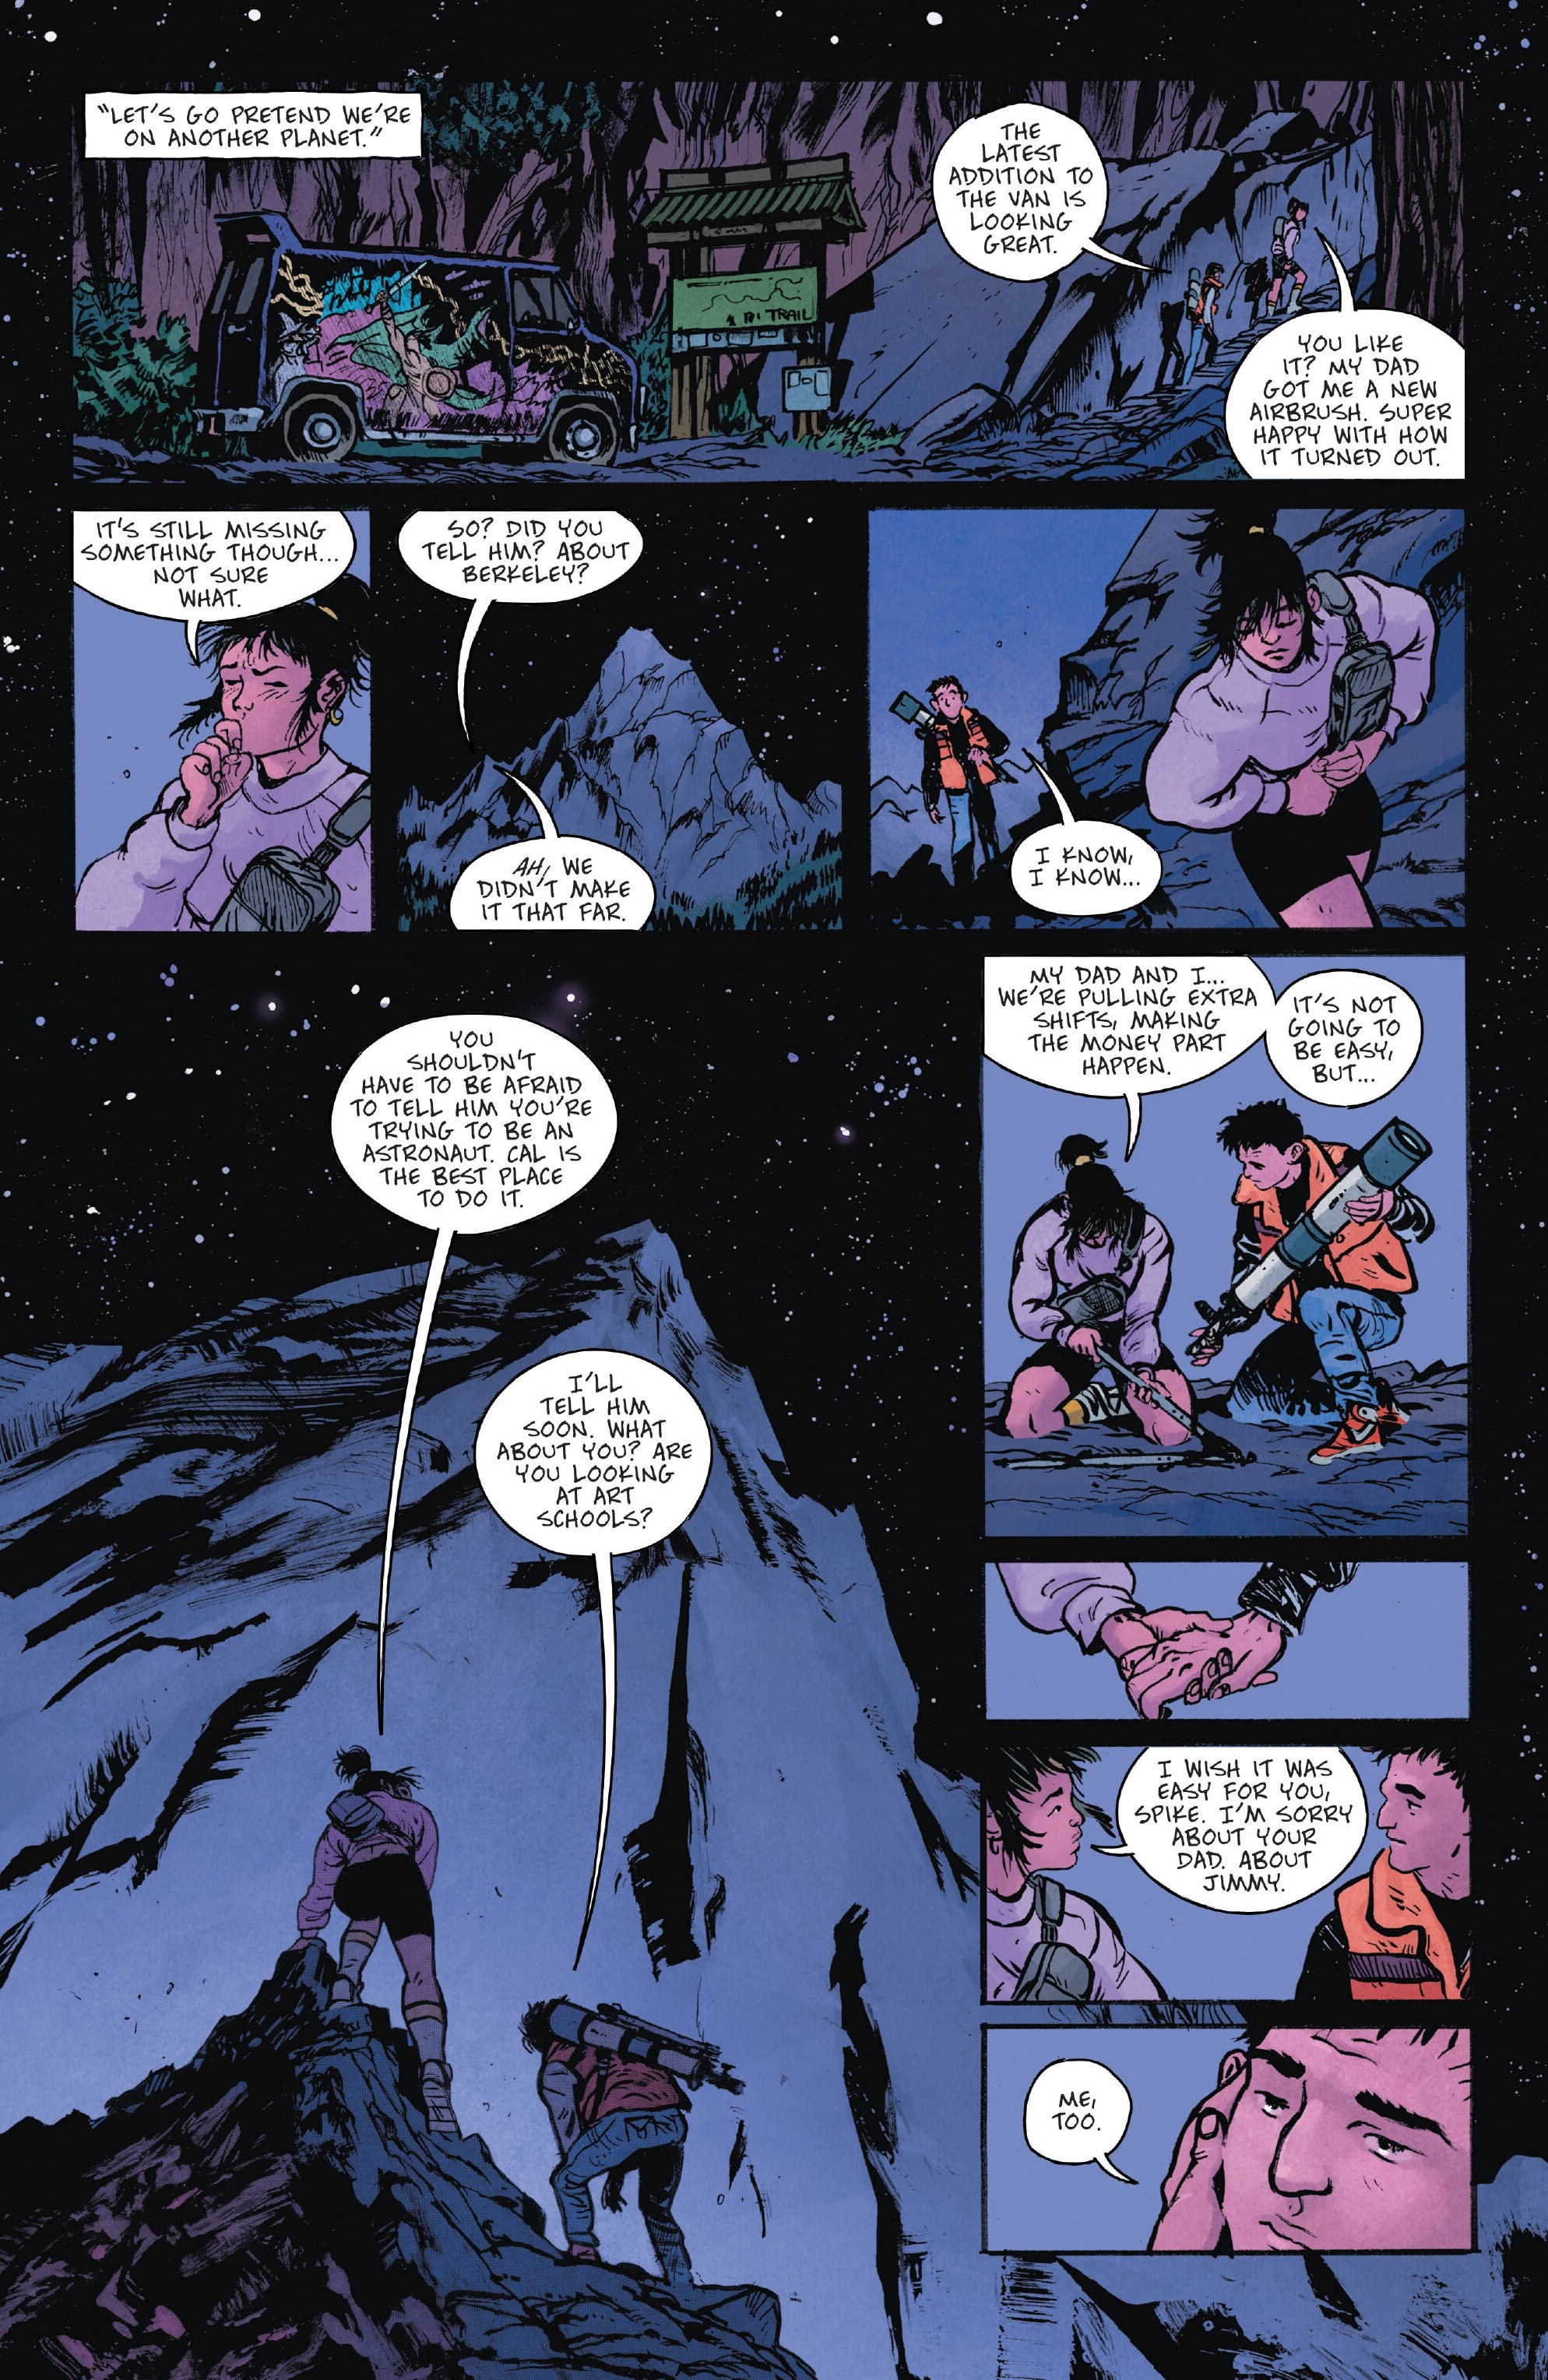 "LET'S GO PRETEND WE'RE
ON ANOTHER PLANET."
THE
LATEST
ADDITION TO
THE VAN IS
LOOKING
GREAT.
TRAIL
YOU LIKE
IT? MY DAD
GOT ME A NEW
AIRBRUSH. SUPER
HAPPY WITH HOW
IT TURNED OUT.
IT'S STILL MISSING
SOMETHING THOUGH...
NOT SURE
WHAT.
SO? DID YOU
TELL HIM? ABOUT
BERKELEY?
AH, WE
DIDN'T MAKE
IT THAT FAR.
I KNOW,
I KNOW...
YOU
SHOULDN'T
HAVE TO BE AFRAID
TO TELL HIM YOU'RE
TRYING TO BE AN
ASTRONAUT. CAL IS
THE BEST PLACE
TO DO IT.
I'LL
TELL HIM
SOON. WHAT
ABOUT YOU? ARE
YOU LOOKING
AT ART
SCHOOLS?
MY DAD AND I...
WE'RE PULLING EXTRA
SHIFTS, MAKING
THE MONEY PART
HAPPEN.
IT'S NOT
GOING TO
BE EASY,
BUT...
I WISH IT WAS
EASY FOR YOU,
SPIKE. I'M SORRY
ABOUT YOUR
DAD. ABOUT
JIMMY.
ME,
TOO.